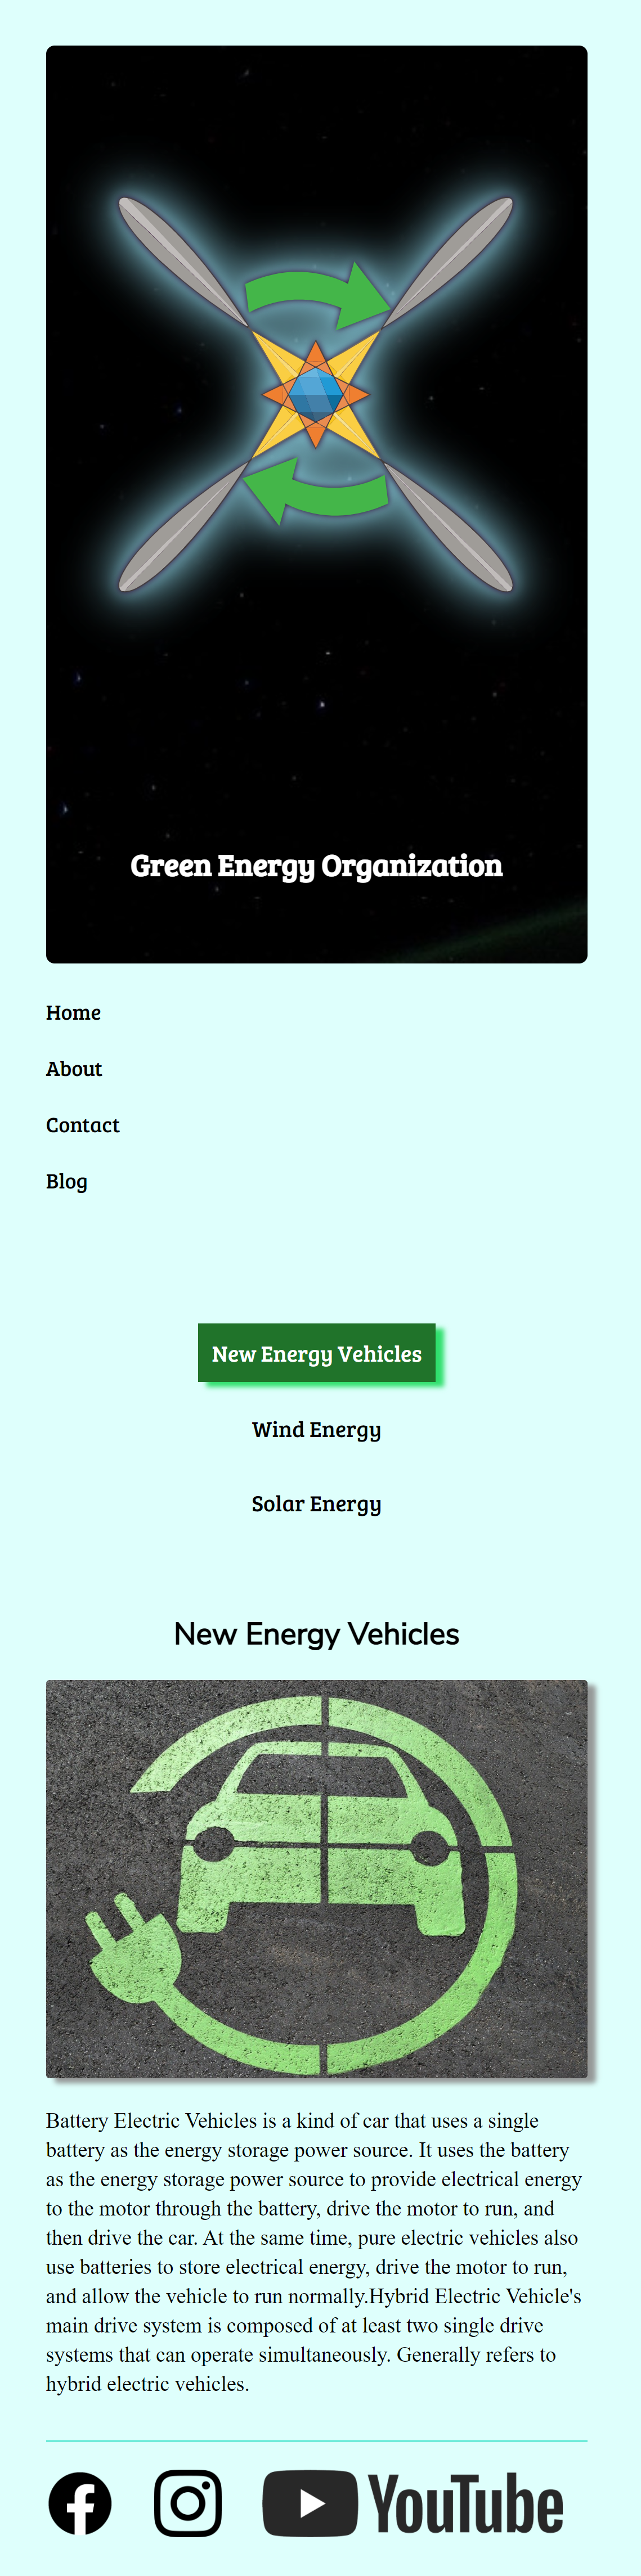 Green Energy Organization
Home
About
Contact
Blog
New Energy Vehicles
Wind Energy
Solar Energy
New Energy Vehicles
Battery Electric Vehicles is a kind of car that uses a single
battery as the energy storage power source. It uses the battery
as the energy storage power source to provide electrical energy
to the motor through the battery, drive the motor to run, and
then drive the car. At the same time, pure electric vehicles also
use batteries to store electrical energy, drive the motor to run,
and allow the vehicle to run normally.Hybrid Electric Vehicle's
main drive system is composed of at least two single drive
systems that can operate simultaneously. Generally refers to
hybrid electric vehicles.
YouTube